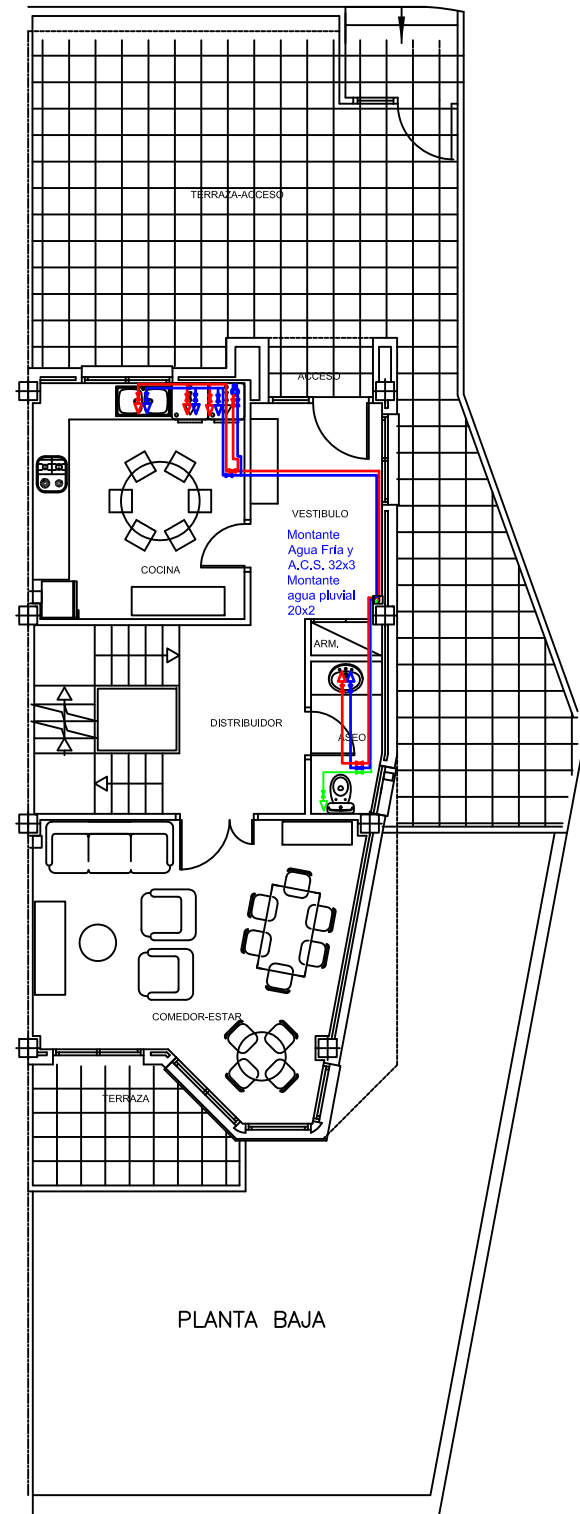 TERRAZA-ACCESO
ACCESO
VESTIBULO
Montante
Agua Fría y
A.C.S. 32x3
Montante
agua pluvial
20x2
COCINA
ARM.
DISTRIBUIDOR
ASEO
COMEDOR-ESTAR
TERRAZA
PLANTA BAJA